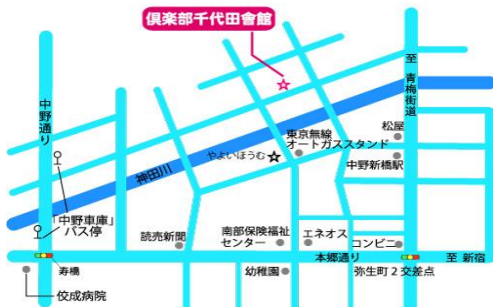 倶楽部千代田會館
至
青梅街道
中野通り
松屋
東京無線
オートガススタンド
やよいほうむ
中野新橋駅
神田川
「中野車庫」
バス停
読売新聞
南部保険福祉
センター
エネオス
コンビニ
本郷通り
至 新宿
寿橋
幼稚園
弥生町2交差点
佼成病院